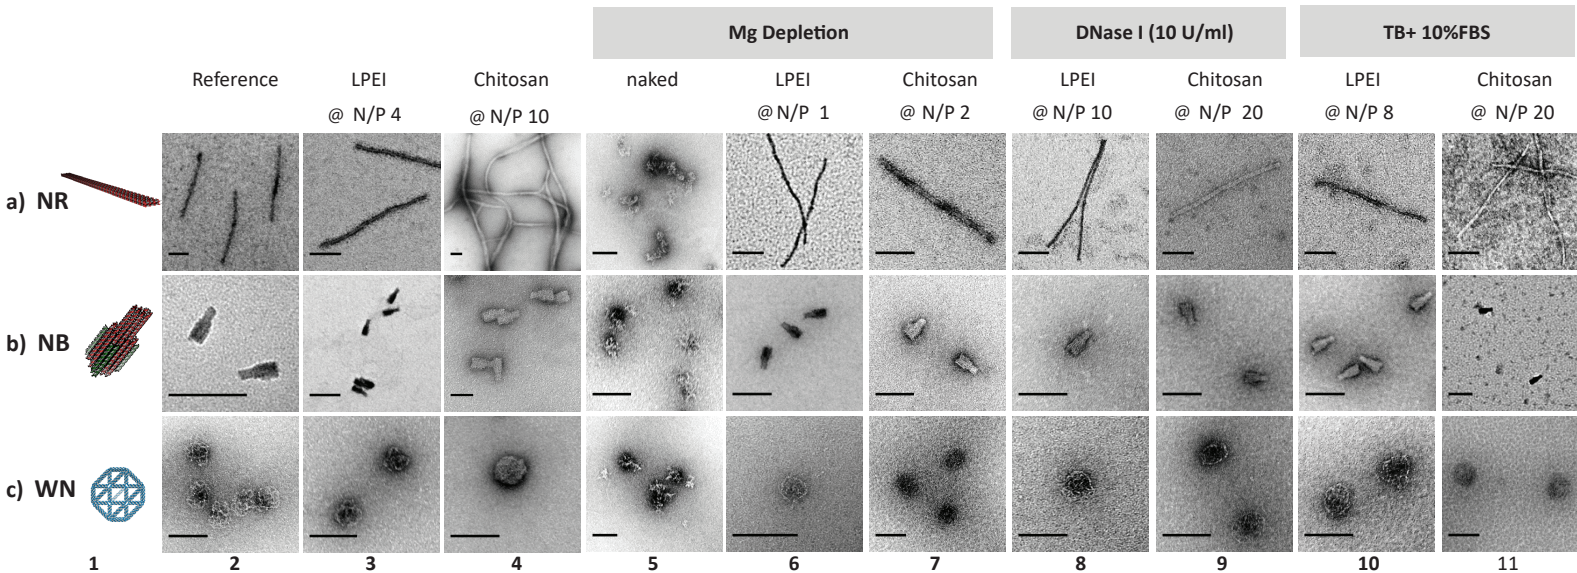 Mg Depletion DNase I (10 U/ml) TB+ 10%FBS
Reference LPEI Chitosan naked LPEI Chitosan LPEI Chitosan LPEI Chitosan
@ N/P 4 @ N/P 10 @ N/P 1 @ N/P 2 @ N/P 10 @ N/P 20 @ N/P 8 @ N/P 20
a) NR
b) NB
c) WN
1 2 3 4 5 6 7 8 9 10 11